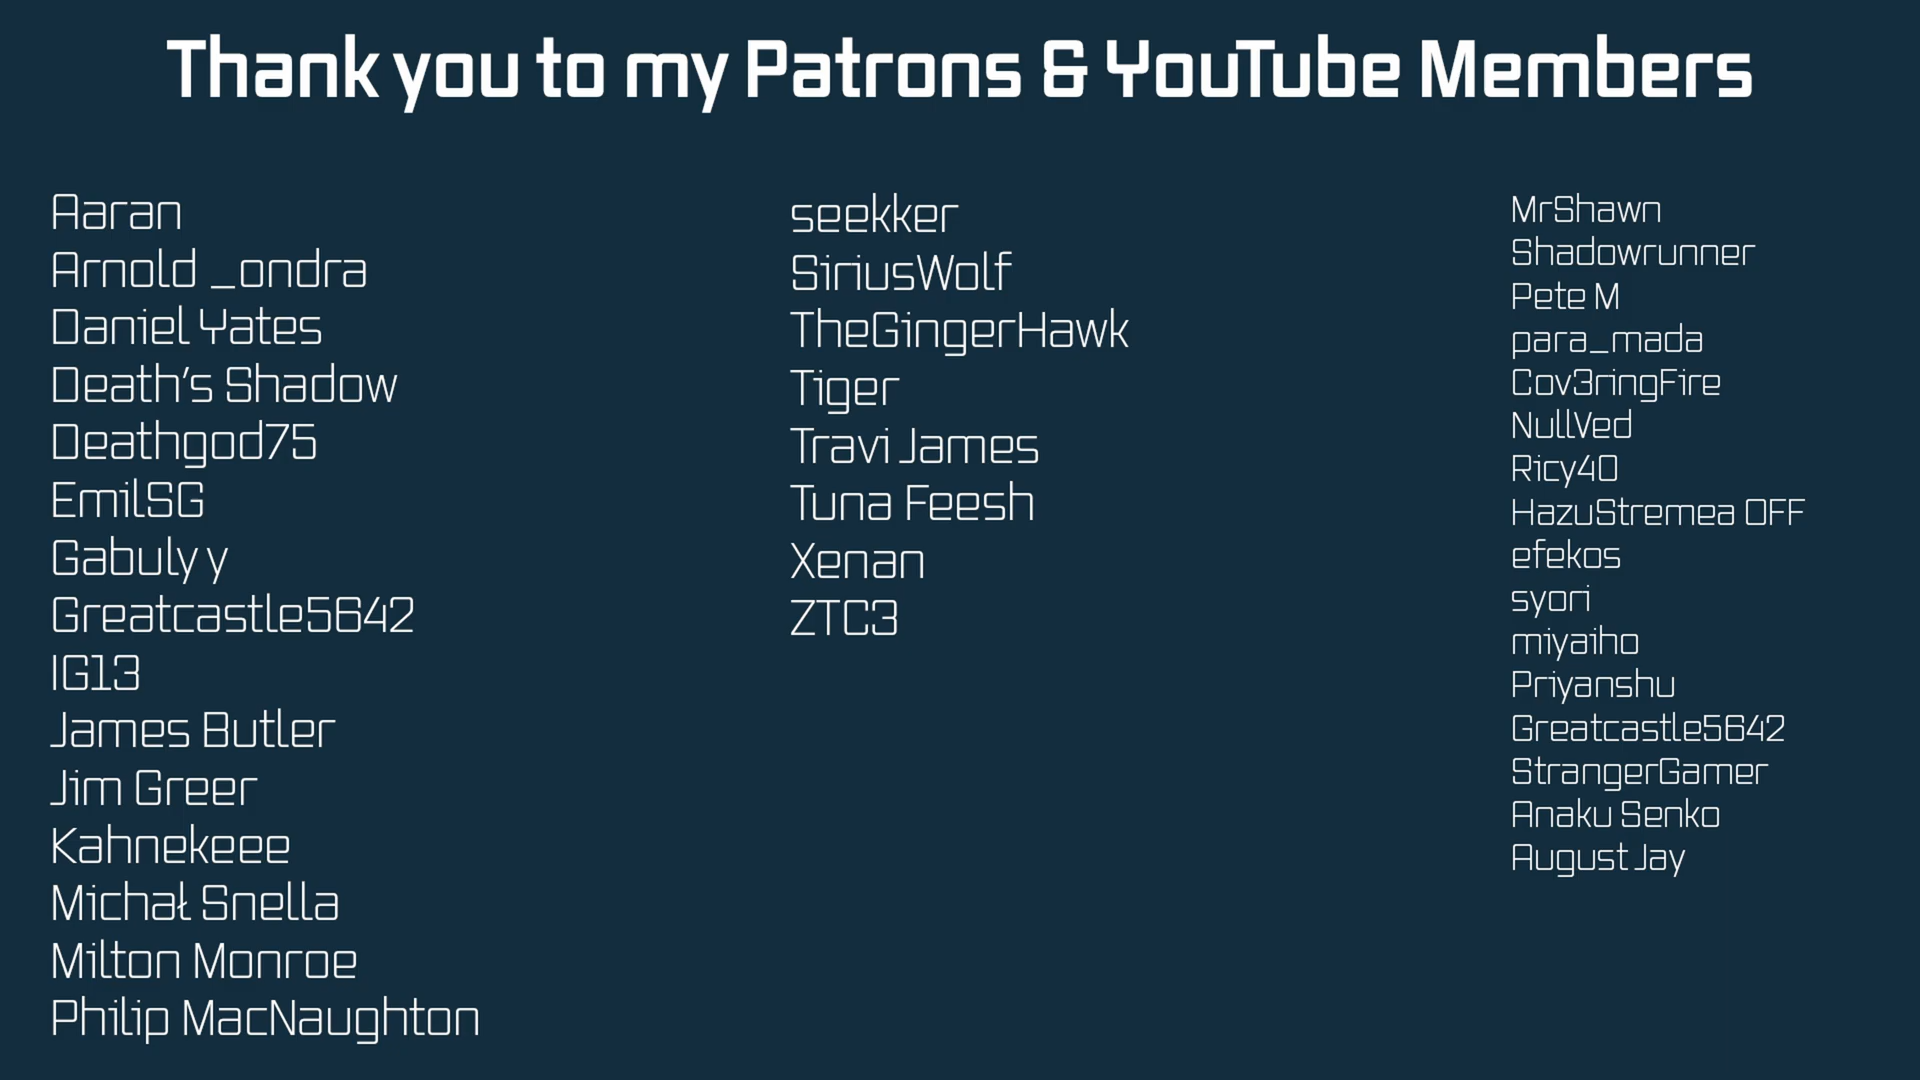 Thank you to my Patrons & YouTube Members
Aaran
Arnold _ondra
Daniel Yates
Death's Shadow
Deathgod75
EmilSG
Gabuly y
Greatcastle5642
IG13
James Butler
Jim Greer
Kahnekeee
Michał Snella
Milton Monroe
Philip MacNaughton
seekker
SiriusWolf
TheGingerHawk
Tiger
Travi James
Tuna Feesh
Xenan
ZTC3
MrShawn
Shadowrunner
Pete M
para_mada
Cov3ringFire
NullVed
Ricy40
HazuStremea OFF
efekos
syori
miyaiho
Priyanshu
Greatcastle5642
StrangerGamer
Anaku Senko
August Jay